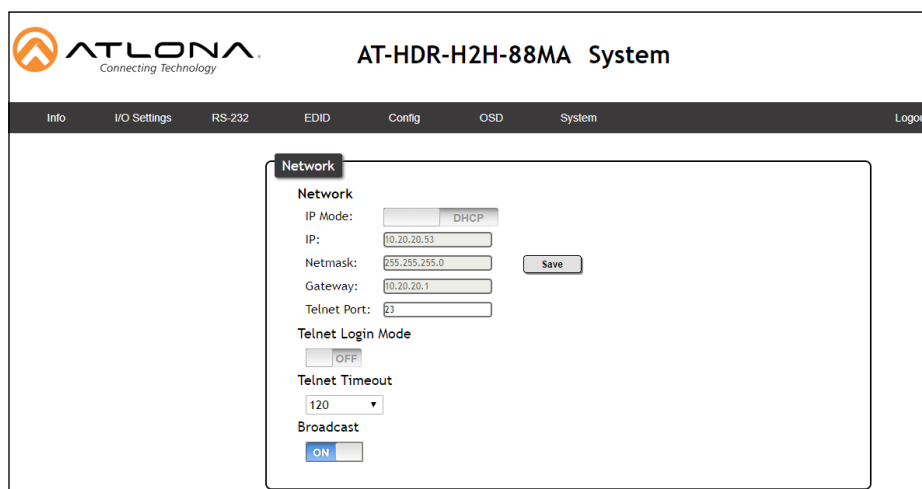 ATLONA.
Connecting Technology
AT-HDR-H2H-88MA System
Info I/O Settings RS-232 EDID Config OSD System Logou
Network
Network
IP Mode: DHCP
IP: 10.20.20.53
Netmask: 255.255.255.0 Save
Gateway: 10.20.20.1
Telnet Port: 23
Telnet Login Mode
OFF
Telnet Timeout
120
Broadcast
ON